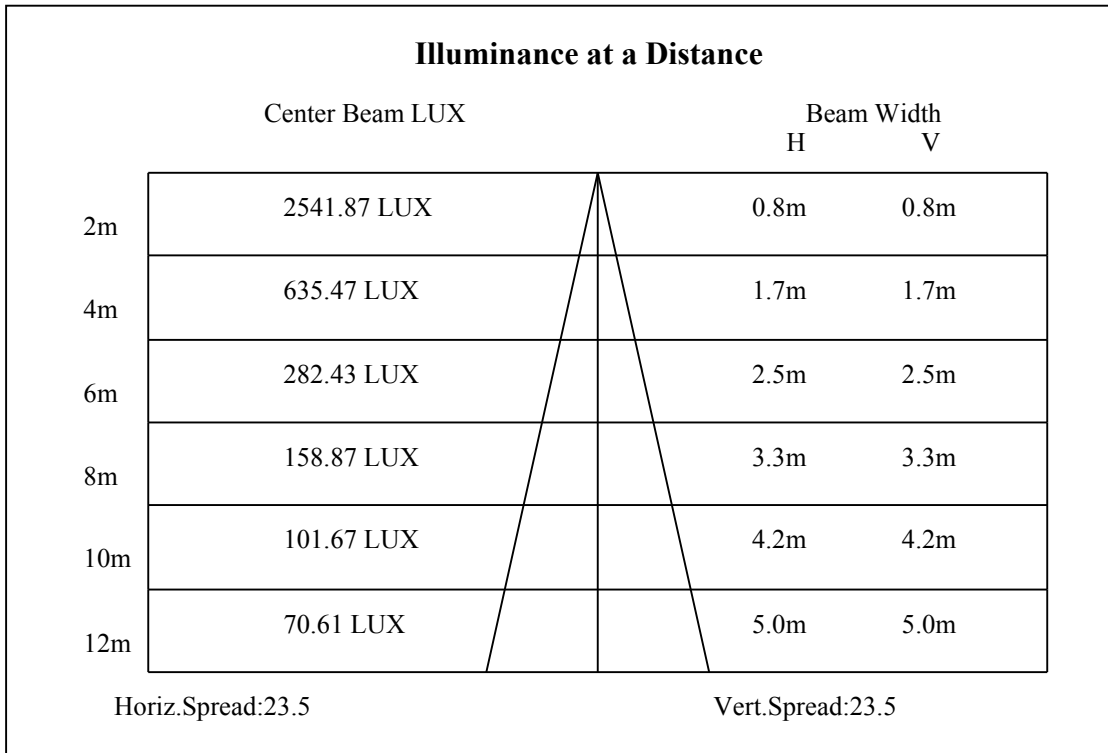 Illuminance at a Distance
Center Beam LUX Beam Width
H V
2m 2541.87 LUX 0.8m 0.8m
4m 635.47 LUX 1.7m 1.7m
6m 282.43 LUX 2.5m 2.5m
8m 158.87 LUX 3.3m 3.3m
10m 101.67 LUX 4.2m 4.2m
12m 70.61 LUX 5.0m 5.0m
Horiz.Spread:23.5 Vert.Spread:23.5